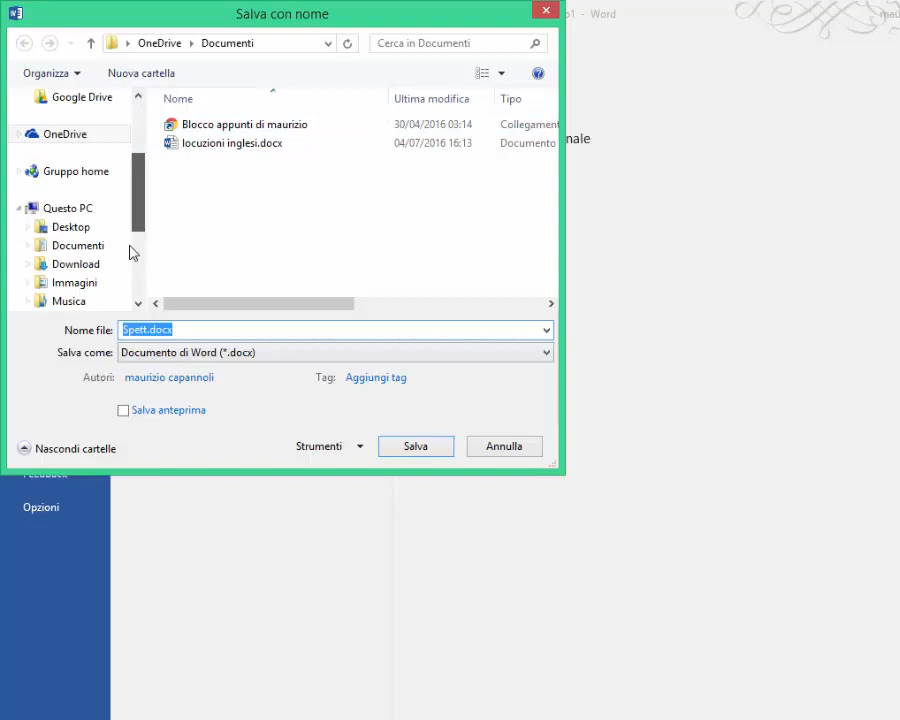 Salva con nome
o1 - Word
OneDrive
Documenti
Cerca in Documenti
Organizza
Nuova cartella
Google Drive
OneDrive
Gruppo home
Questo PC
Desktop
Documenti
Download
Immagini
Musica
Nome
Ultima modifica
Tipo
Blocco appunti di maurizio
30/04/2016 03:14
Collegament
locuzioni inglesi.docx
04/07/2016 16:13
Documento
nale
Nome file:
Spett.docx
Salva come:
Documento di Word (*.docx)
Autori:
maurizio capannoli
Tag:
Aggiungi tag
Salva anteprima
Nascondi cartelle
Strumenti
Salva
Annulla
Feedback
Opzioni